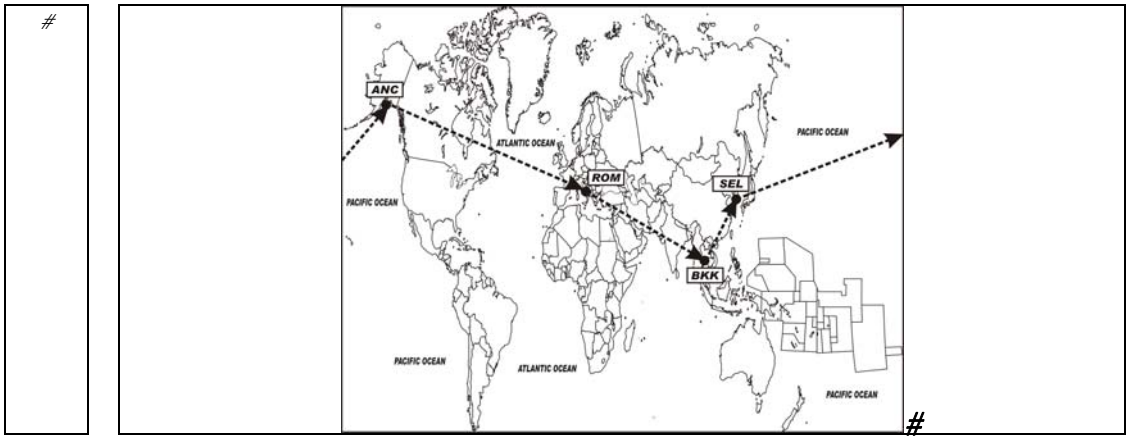 #
ANC
PACIFIC OCEAN
ATLANTIC OCEAN
ROM
SEL
PACIFIC OCEAN
BKK
PACIFIC OCEAN
ATLANTIC OCEAN
PACIFIC OCEAN
#